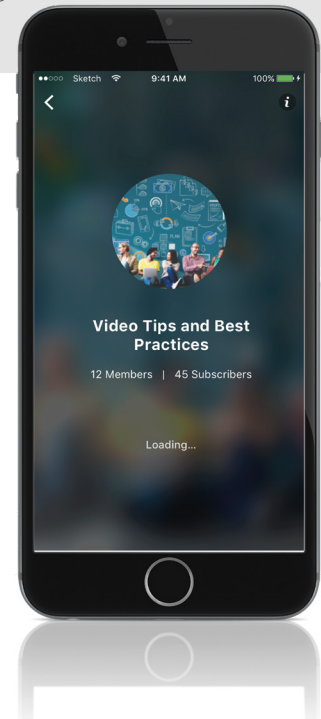 Sketch 9:41 AM 100%
i
Video Tips and Best
Practices
12 Members | 45 Subscribers
Loading...